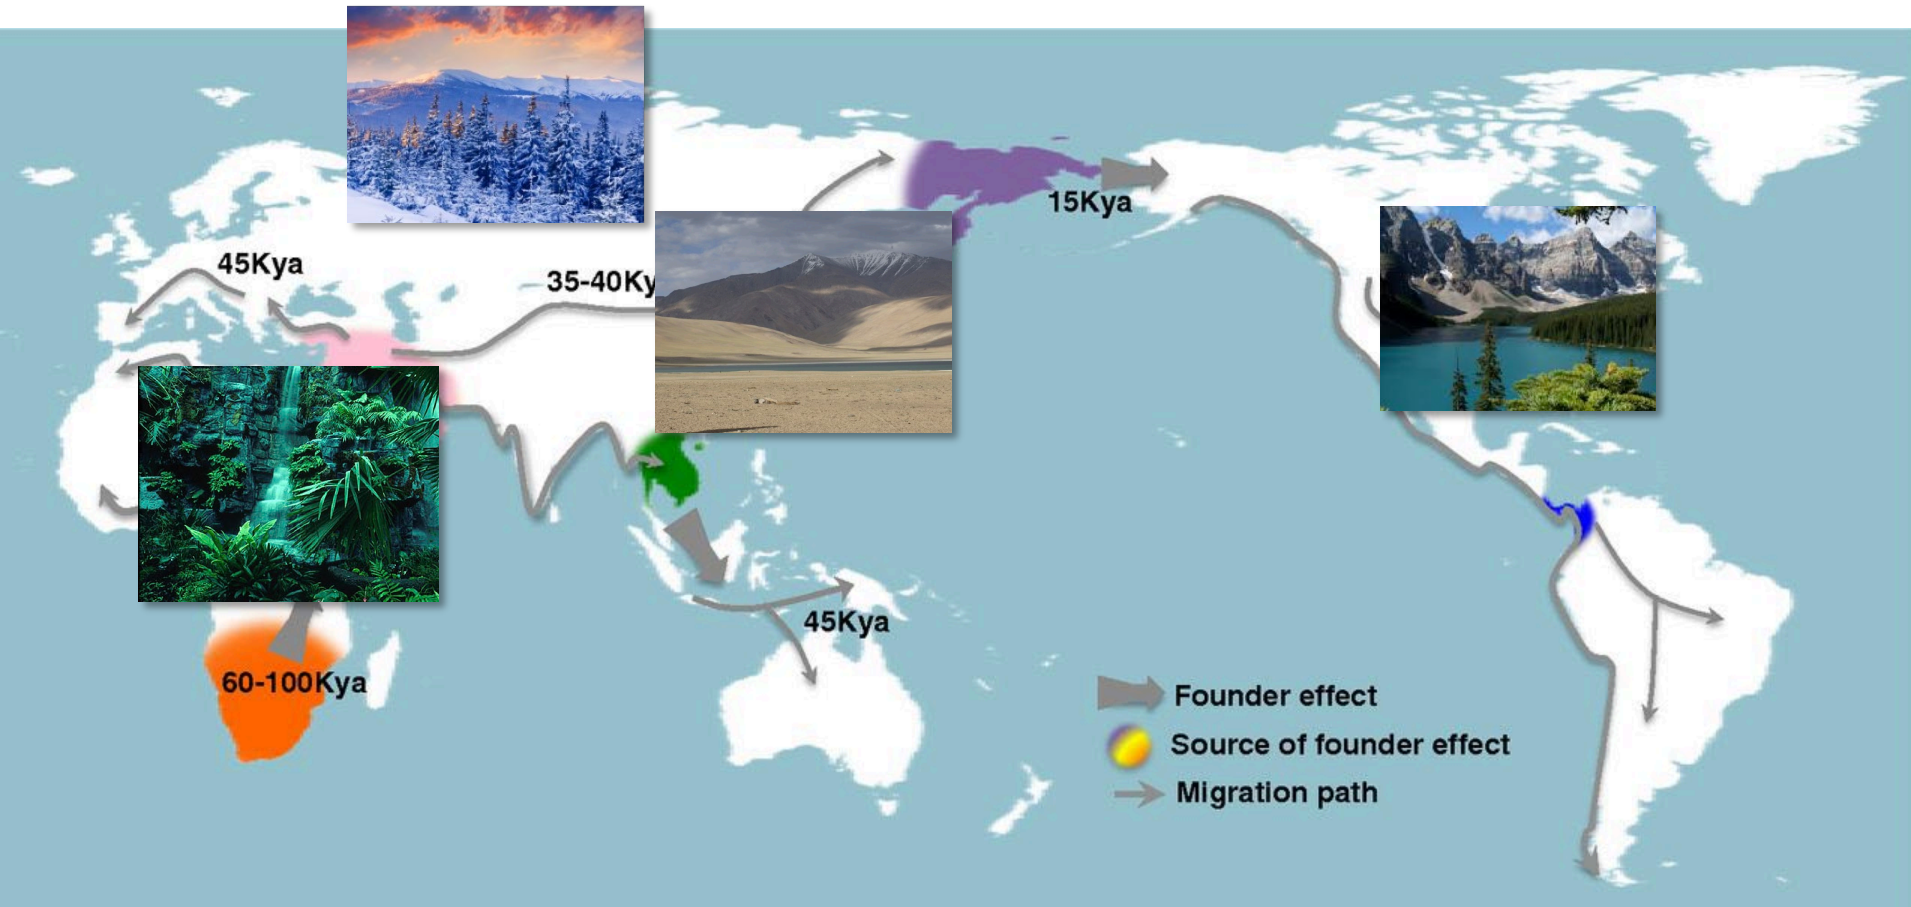 15Kya
45Kya
35-40Ky
45Kya
60-100Kya
Founder effect
Source of founder effect
Migration path